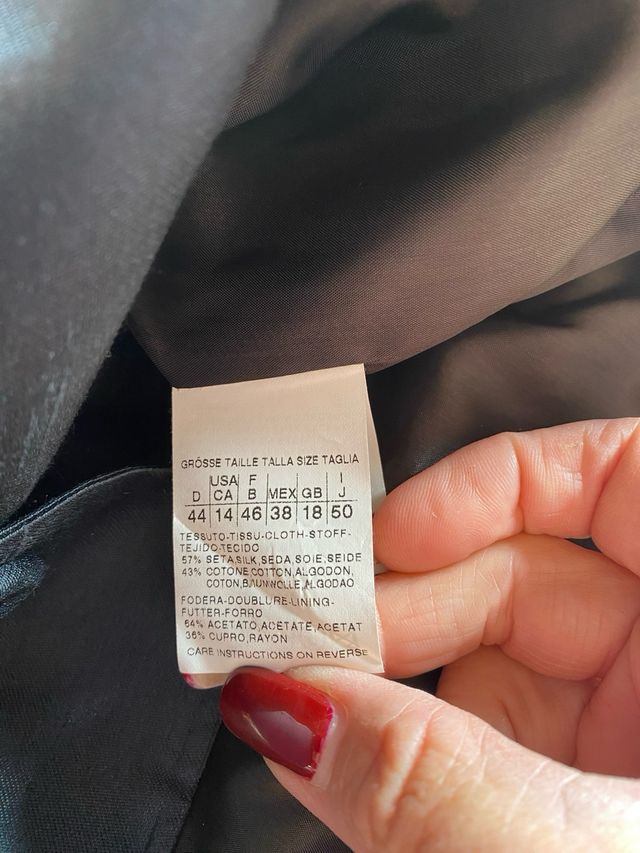 GRÖSSE TAILLE TALLA SIZE TAGLIA
USA F I
D CA B MEX GB J
44 14 46 38 18 50
TESSUTO-TISSU-CLOTH-STOFF-
TEJIDO-TECIDO
57% SETA,SILK,SEDA,SOIE,SEIDE
43% COTONE,COTTON,ALGODON,
COTON,BAUMWOLLE,ALGODAO
FODERA-DOUBLURE-LINING-
FUTTER-FORRO
64% ACETATO,ACETATE,ACETAT
36% CUPRO,RAYON
CARE INSTRUCTIONS ON REVERSE